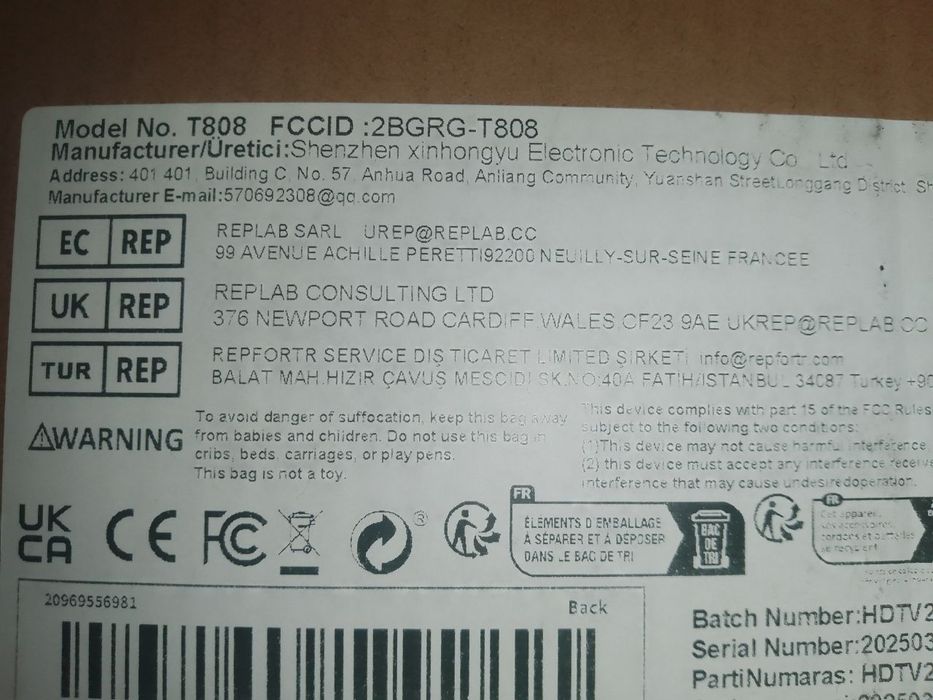 Model No. T808 FCCID :2BGRG-T808
Manufacturer/Üretici:Shenzhen xinhongyu Electronic Technology Co Ltd
Address: 401 401, Building C, No. 57, Anhua Road, Anliang Community, Yuanshan StreetLonggang District, Sh
Manufacturer E-mail:570692308@qq.com
EC REP
REPLAB SARL UREP@REPLAB.CC
99 AVENUE ACHILLE PERETTI92200 NEUILLY-SUR-SEINE FRANCEE
UK REP
REPLAB CONSULTING LTD
376 NEWPORT ROAD CARDIFF,WALES,CF23 9AE UKREP@REPLAB.CC
TUR REP
REPFORTR SERVICE DIŞ TICARET LIMITED ŞIRKETI info@repfortr.com
BALAT MAH.HIZIR ÇAVUŞ MESCIDI SK.NO:40A FATIH/ISTANBUL 34087 Turkey +90
WARNING
To avoid danger of suffocation, keep this bag away
from babies and children. Do not use this bag in
cribs, beds, carriages, or play pens.
This bag is not a toy.
This device complies with part 15 of the FCC Rules
subject to the following two conditions:
(1)This device may not cause harmful interference
(2) this device must accept any interference receive
interference that may cause undesiredoperation.
UK
CA
CE
FC
®
FR
ÉLEMENTS D EMBALLAGE
À SÉPARER ET À DÉPOSER
DANS LE BAC DE TRI
BAC
DE
TRI
FR
Cet appareil,
20969556981
Back
Batch Number:HDTV2
Serial Number:202503
PartiNumaras: HDTV2